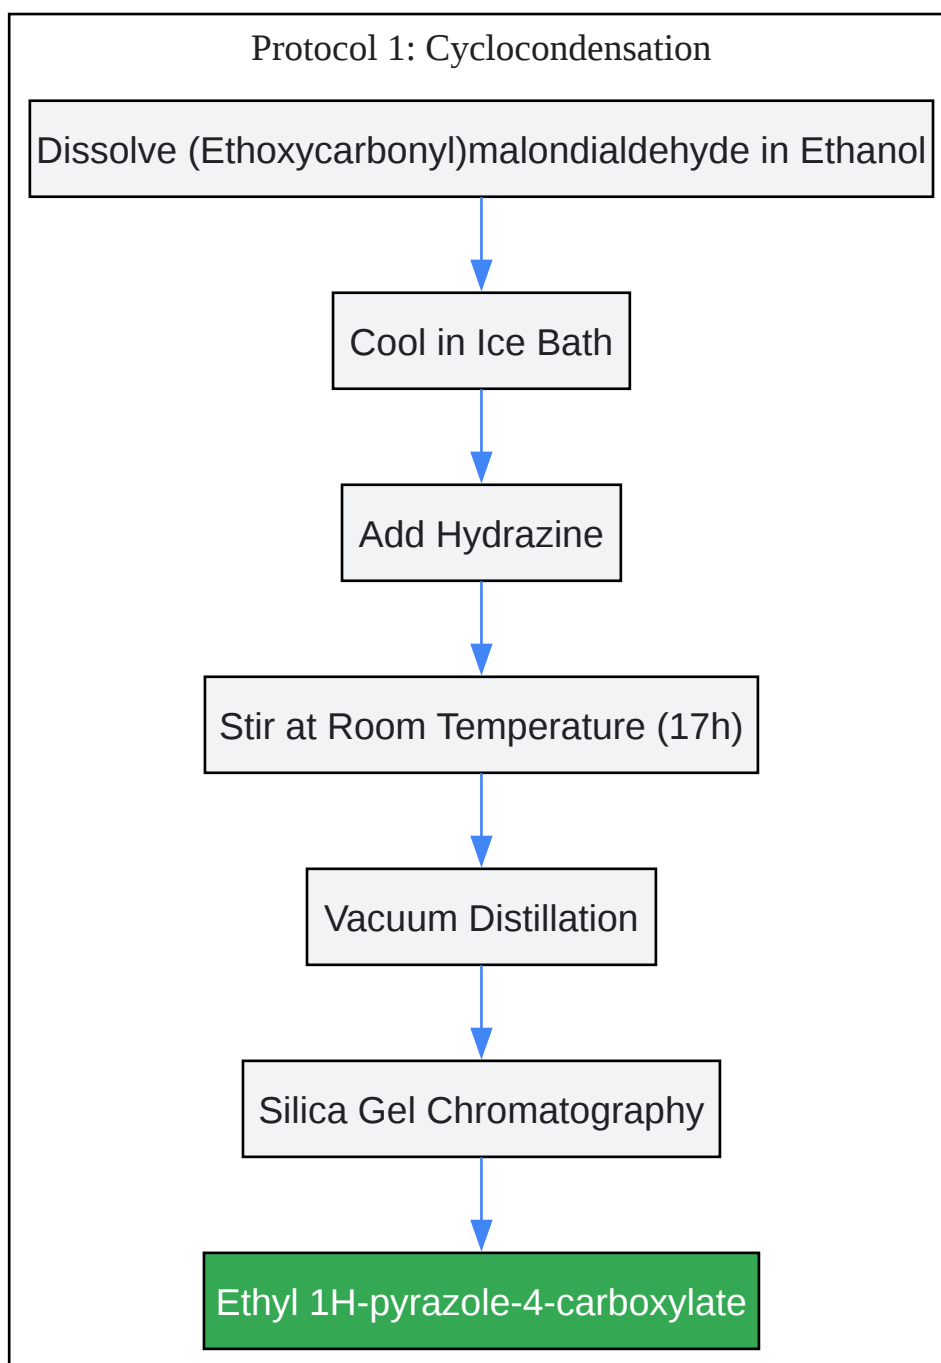 Protocol 1: Cyclocondensation
Dissolve (Ethoxycarbonyl)malondialdehyde in Ethanol
Cool in Ice Bath
Add Hydrazine
Stir at Room Temperature (17h)
Vacuum Distillation
Silica Gel Chromatography
Ethyl 1H-pyrazole-4-carboxylate